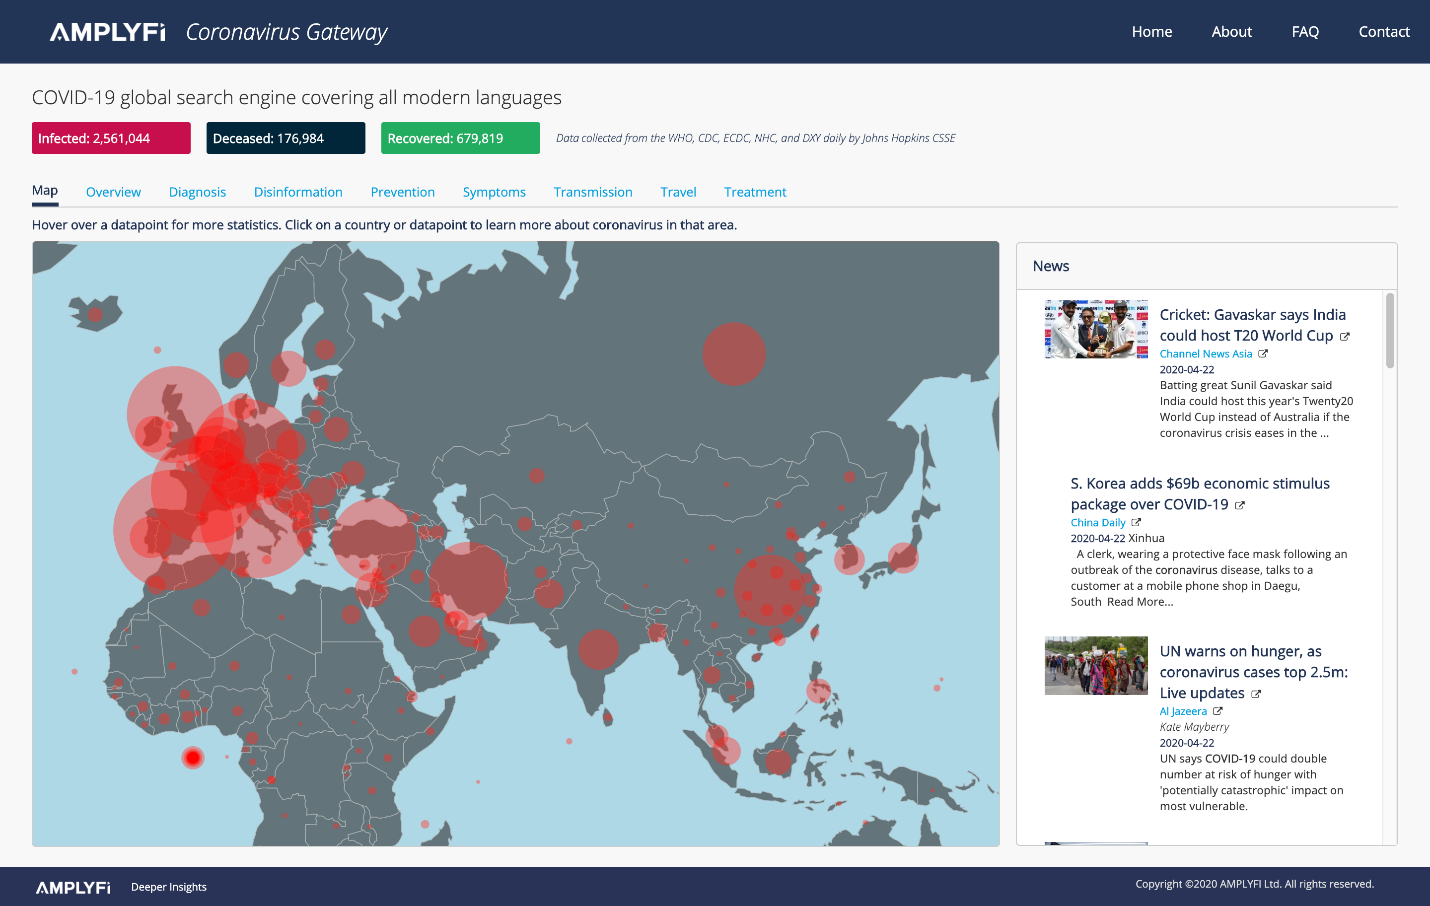 AMPLYFi Coronavirus Gateway
Home About FAQ Contact
COVID-19 global search engine covering all modern languages
Infected: 2,561,044 Deceased: 176,984 Recovered: 679,819 Data collected from the WHO, CDC, ECDC, NHC, and DXY daily by Johns Hopkins CSSE
Map Overview Diagnosis Disinformation Prevention Symptoms Transmission Travel Treatment
Hover over a datapoint for more statistics. Click on a country or datapoint to learn more about coronavirus in that area.
News
Cricket: Gavaskar says India
could host T20 World Cup
Channel News Asia
2020-04-22
Batting great Sunil Gavaskar said
India could host this year's Twenty20
World Cup instead of Australia if the
coronavirus crisis eases in the ...
S. Korea adds $69b economic stimulus
package over COVID-19
China Daily
2020-04-22 Xinhua
A clerk, wearing a protective face mask following an
outbreak of the coronavirus disease, talks to a
customer at a mobile phone shop in Daegu,
South Read More...
UN warns on hunger, as
coronavirus cases top 2.5m:
Live updates
Al Jazeera
Kate Mayberry
2020-04-22
UN says COVID-19 could double
number at risk of hunger with
'potentially catastrophic' impact on
most vulnerable.
AMPLYFi Deeper Insights
Copyright ©2020 AMPLYFI Ltd. All rights reserved.